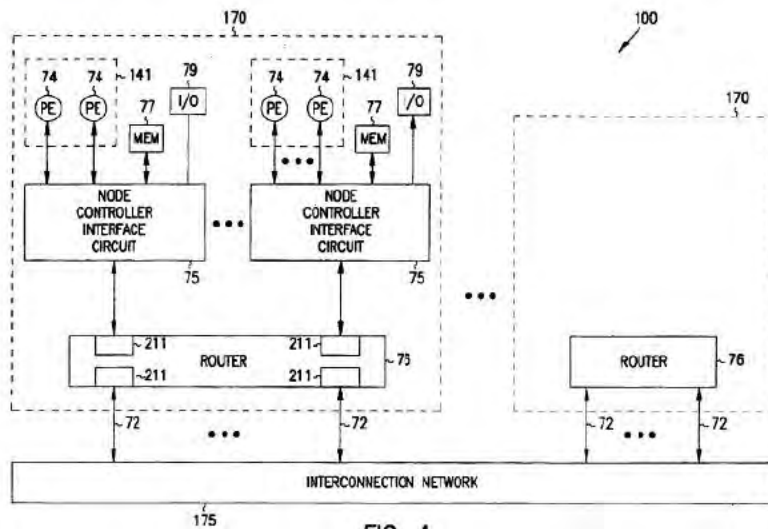 170
100
74 74 141 79
PE PE I/O
77
MEM
74 74 141 79
PE PE I/O
77
MEM
170
NODE
CONTROLLER
INTERFACE
CIRCUIT
75
NODE
CONTROLLER
INTERFACE
CIRCUIT
75
211 ROUTER 211 76
211 211
ROUTER 76
72 72 72 72
INTERCONNECTION NETWORK
175